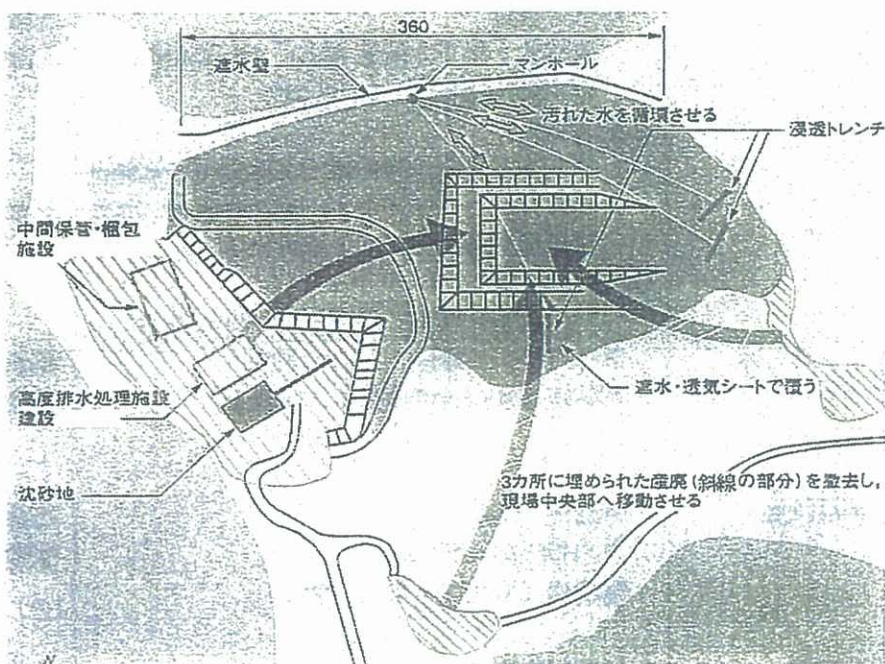 360
遮水壁
マンホール
汚れた水を循環させる
浸透トレンチ
中間保管・梱包
施設
高度排水処理施設
建設
遮水・透気シートで覆う
沈砂地
3カ所に埋められた産廃(斜線の部分)を撤去し,
現場中央部へ移動させる
N